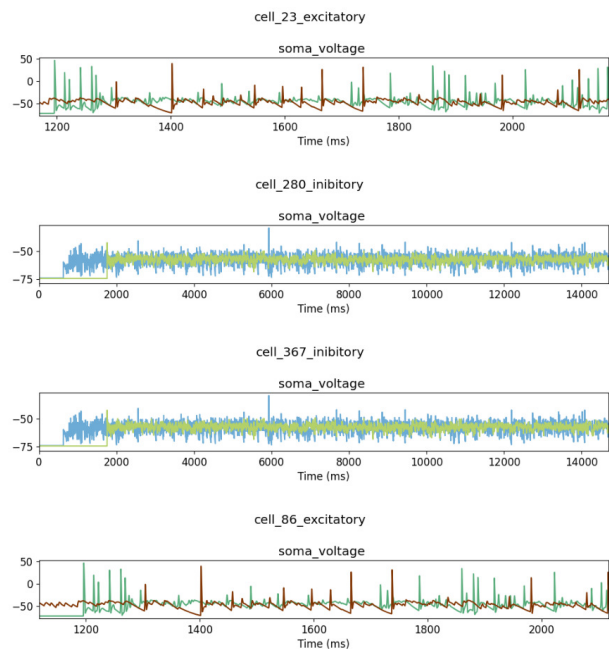 cell_23_excitatory
soma_voltage
50
0
−50
1200 1400 1600 1800 2000
Time (ms)
cell_280_inibitory
soma_voltage
−50
−75
0 2000 4000 6000 8000 10000 12000 14000
Time (ms)
cell_367_inibitory
soma_voltage
−50
−75
0 2000 4000 6000 8000 10000 12000 14000
Time (ms)
cell_86_excitatory
soma_voltage
50
0
−50
1200 1400 1600 1800 2000
Time (ms)